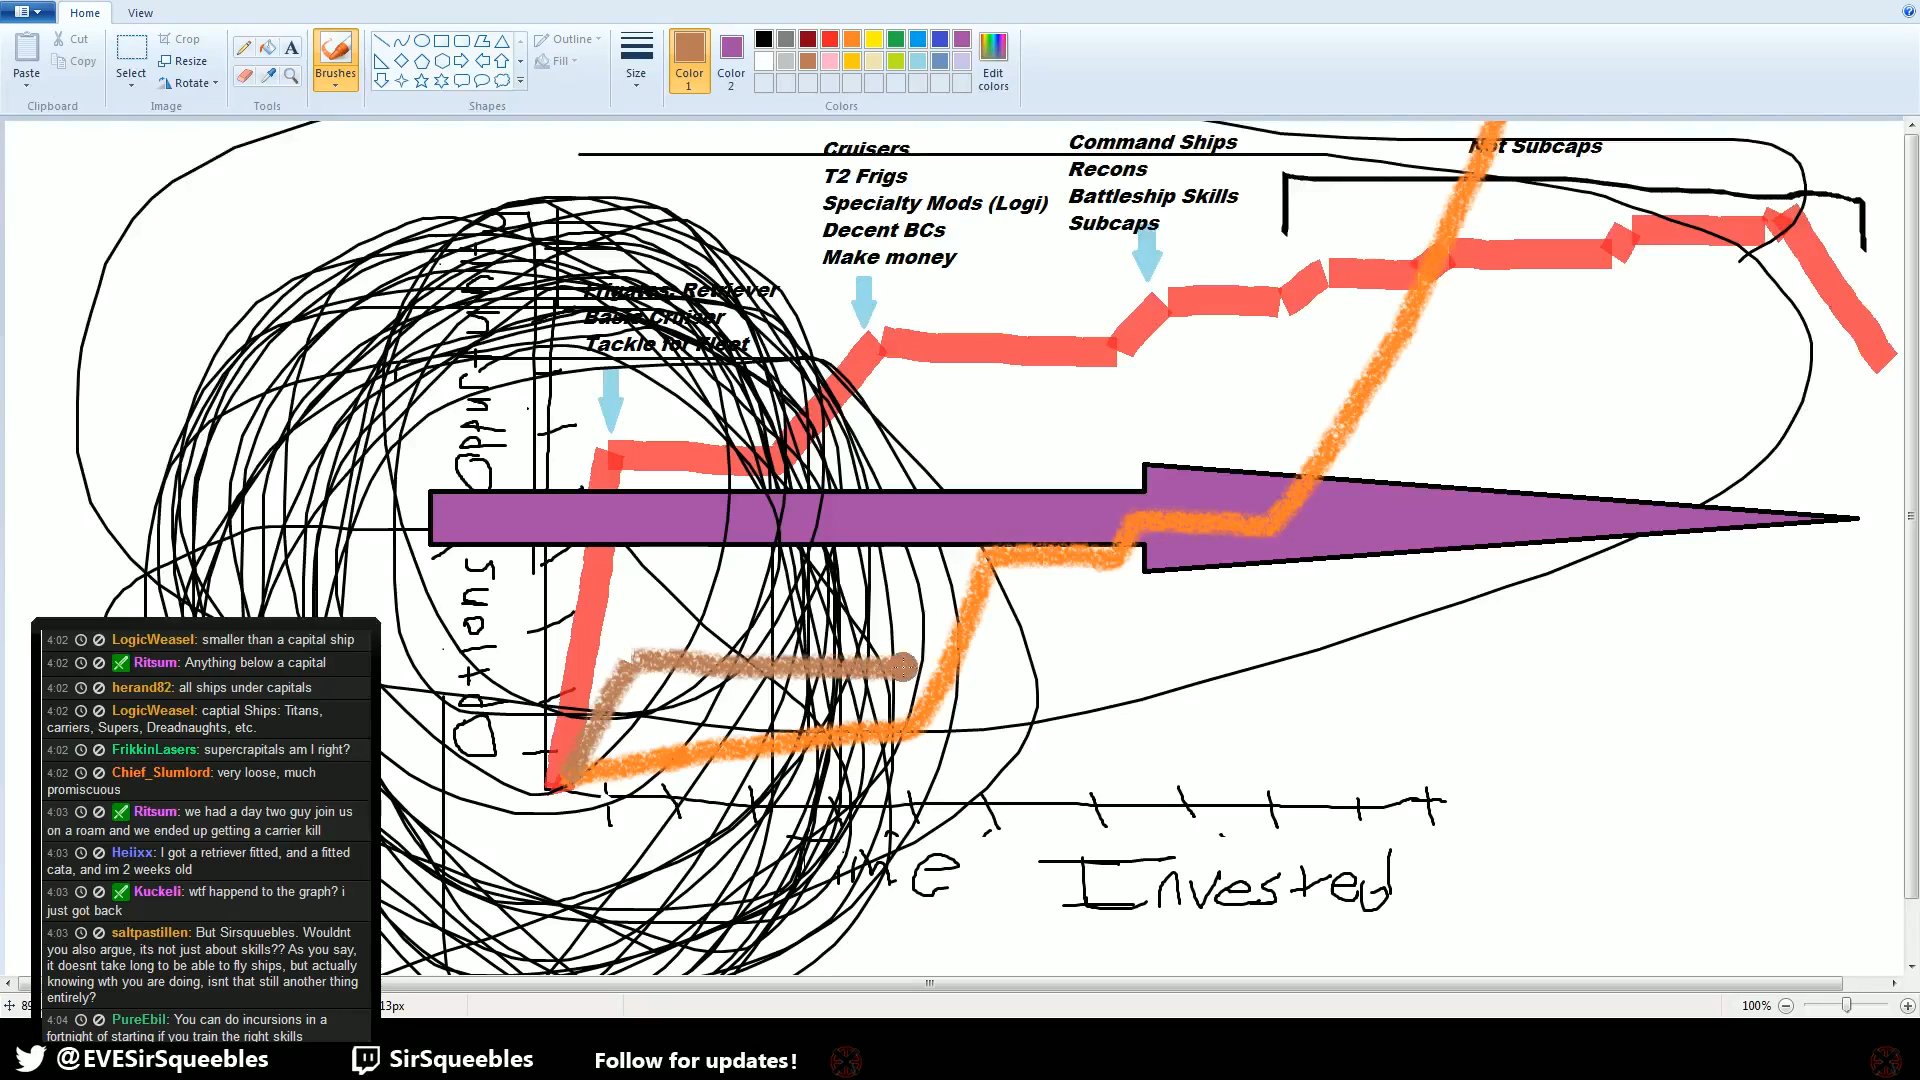 Home
View
Paste
Cut
Copy
Clipboard
Select
Crop
Resize
Rotate
Image
Tools
Brushes
Shapes
Outline
Fill
Size
Color 1
Color 2
Edit colors
Colors
Cruisers
T2 Frigs
Specialty Mods (Logi)
Decent BCs
Make money
Command Ships
Recons
Battleship Skills
Subcaps
Not Subcaps
Frigates, Retriever
Basic Cruiser
Tackle for Fleet
Options
Invested
4:02 LogicWeasel: smaller than a capital ship
4:02 Ritsum: Anything below a capital
4:02 herand82: all ships under capitals
4:02 LogicWeasel: captial Ships: Titans,
carriers, Supers, Dreadnaughts, etc.
4:02 FrikkinLasers: supercrapitals am I right?
4:02 Chief_Slumlord: very loose, much
promiscuous
4:03 Ritsum: we had a day two guy join us
on a roam and we ended up getting a carrier kill
4:03 Heiixx: I got a retriever fitted, and a fitted
cata, and im 2 weeks old
4:03 Kuckeli: wtf happend to the graph? i
just got back
4:03 saltpastillen: But Sirsquuebles. Wouldnt
you also argue, its not just about skills?? As you say,
it doesnt take long to be able to fly ships, but actually
knowing wth you are doing, isnt that still another thing
entirely?
4:04 PureEbil: You can do incursions in a
fortnight of starting if you train the right skills
13px
100%
@EVESirSqueebles
SirSqueebles
Follow for updates!